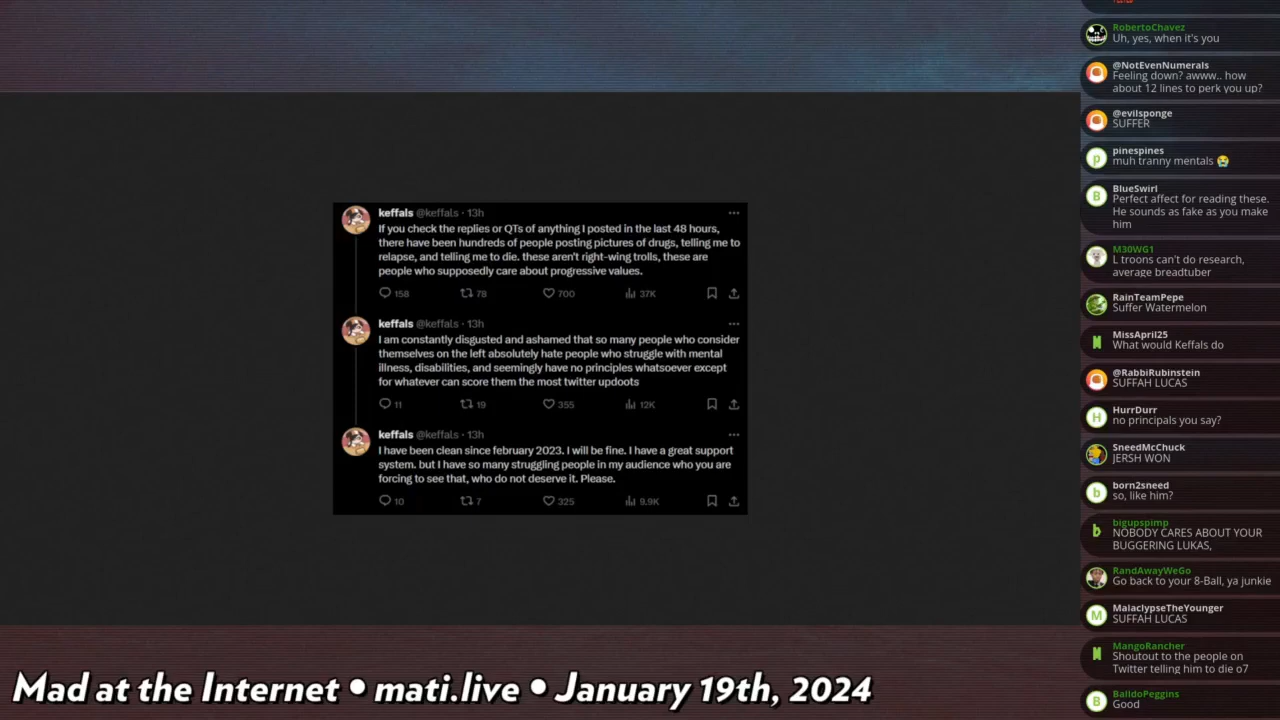 keffals @keffals · 13h
If you check the replies or QTs of anything I posted in the last 48 hours,
there have been hundreds of people posting pictures of drugs, telling me to
relapse, and telling me to die. these aren't right-wing trolls, these are
people who supposedly care about progressive values.
158 78 700 37K
keffals @keffals · 13h
I am constantly disgusted and ashamed that so many people who consider
themselves on the left absolutely hate people who struggle with mental
illness, disabilities, and seemingly have no principles whatsoever except
for whatever can score them the most twitter updoots
11 19 355 12K
keffals @keffals · 13h
I have been clean since february 2023. I will be fine. I have a great support
system. but I have so many struggling people in my audience who you are
forcing to see that, who do not deserve it. Please.
10 7 325 9.9K
RobertoChavez
Uh, yes, when it's you
@NotEvenNumerals
Feeling down? awww.. how
about 12 lines to perk you up?
@evilsponge
SUFFER
pinespines
muh tranny mentals 😭
BlueSwirl
Perfect affect for reading these.
He sounds as fake as you make
him
M30WG1
L troons can't do research,
average breadtuber
RainTeamPepe
Suffer Watermelon
MissApril25
What would Keffals do
@RabbiRubinstein
SUFFAH LUCAS
HurrDurr
no principals you say?
SneedMcChuck
JERSH WON
born2sneed
so, like him?
bigupspimp
NOBODY CARES ABOUT YOUR
BUGGERING LUKAS,
RandAwayWeGo
Go back to your 8-Ball, ya junkie
MalaclypseTheYounger
SUFFAH LUCAS
MangoRancher
Shoutout to the people on
Twitter telling him to die o7
BalldoPeggins
Good
Mad at the Internet • mati.live • January 19th, 2024